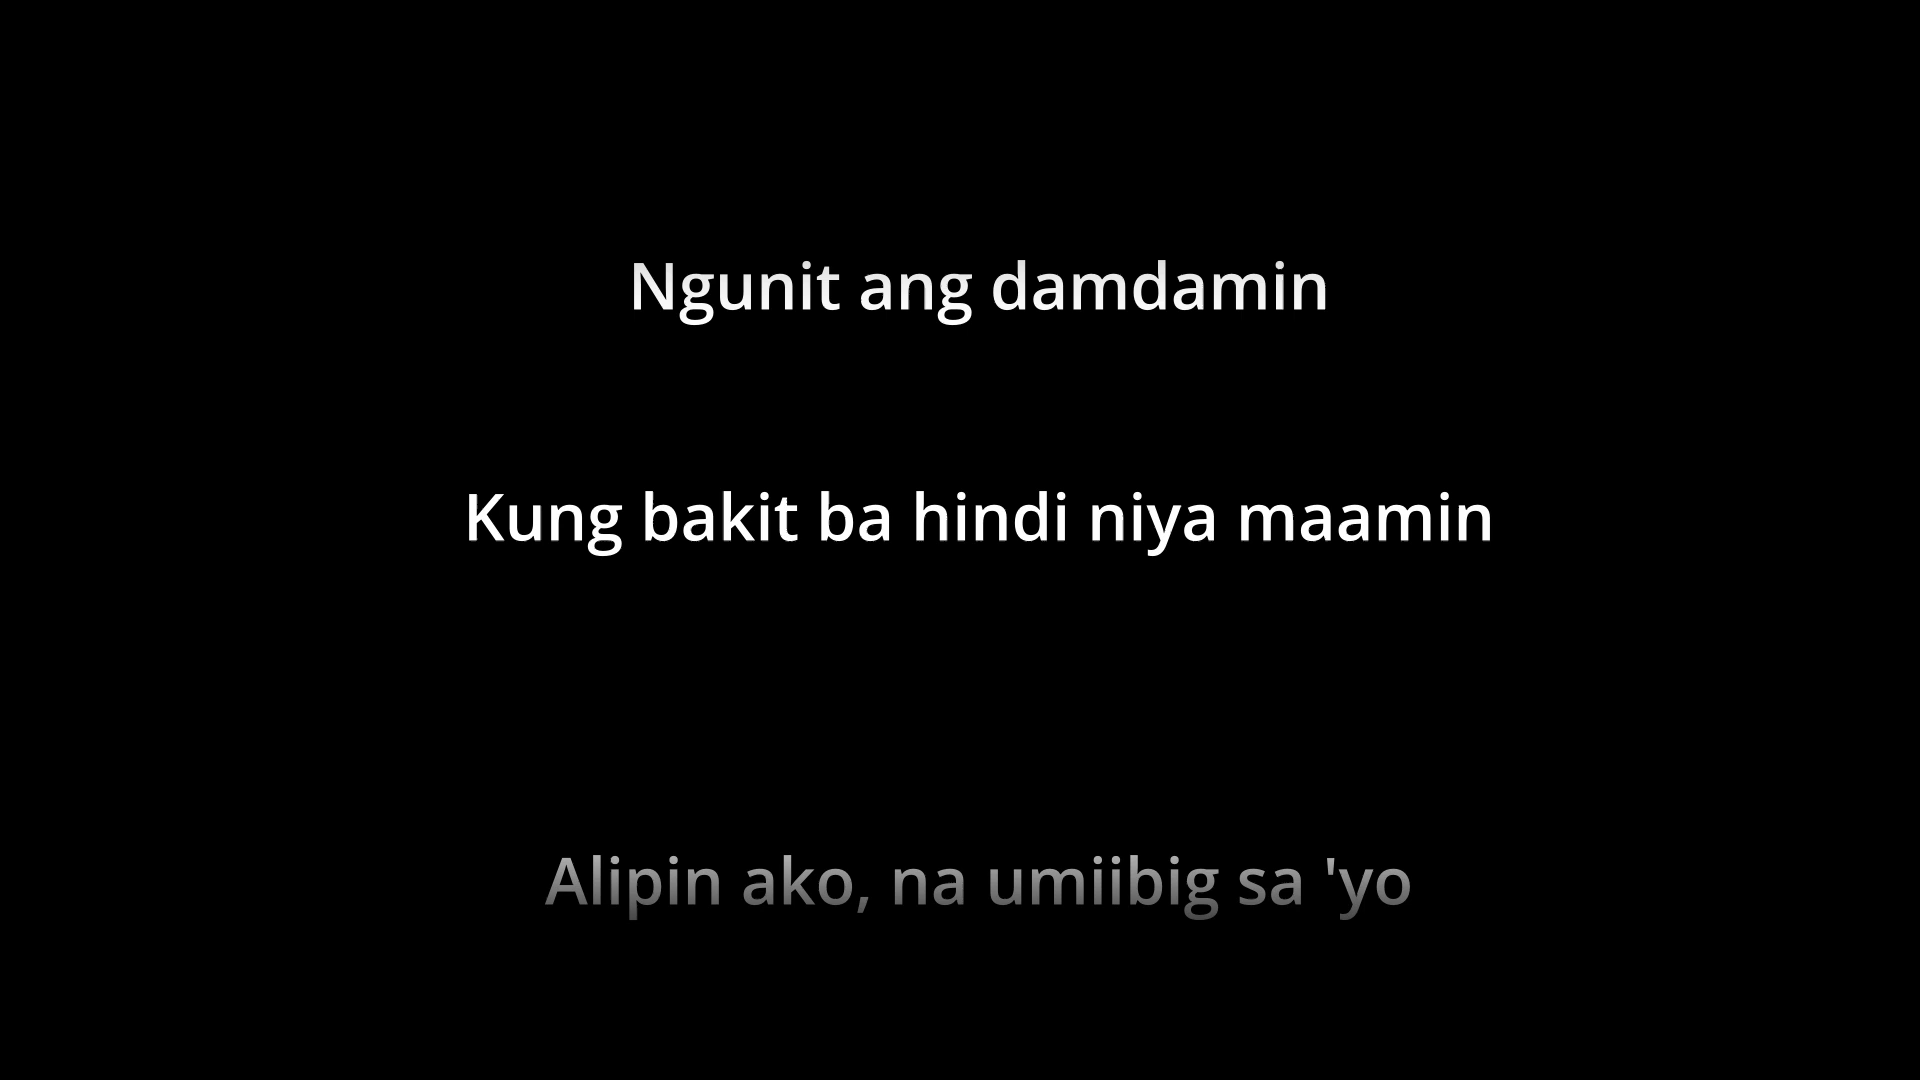 Ngunit ang damdamin
Kung bakit ba hindi niya maamin
Alipin ako, na umiibig sa 'yo